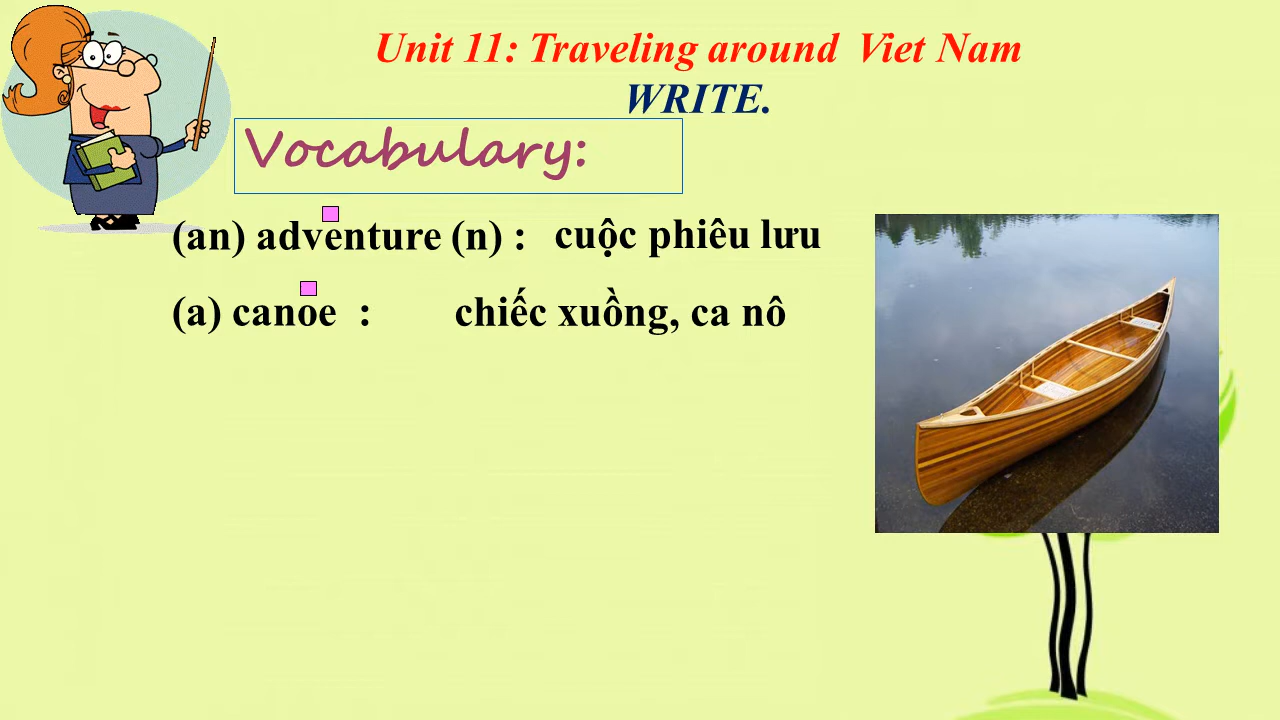 Unit 11: Traveling around Viet Nam
WRITE.
Vocabulary:
(an) adventure (n) : cuộc phiêu lưu
(a) canoe : chiếc xuồng, ca nô